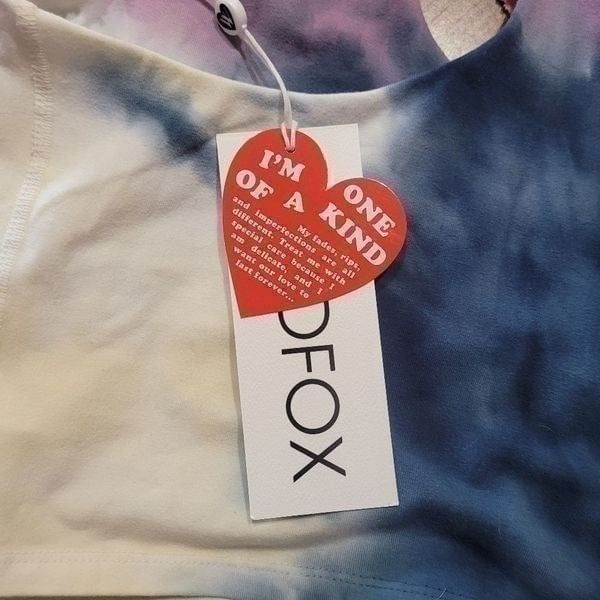 I'M ONE
OF A KIND
My fades, rips,
and imperfections are all
different. Treat me with
special care because I
am delicate, and I
want our love to
last forever...
DFOX